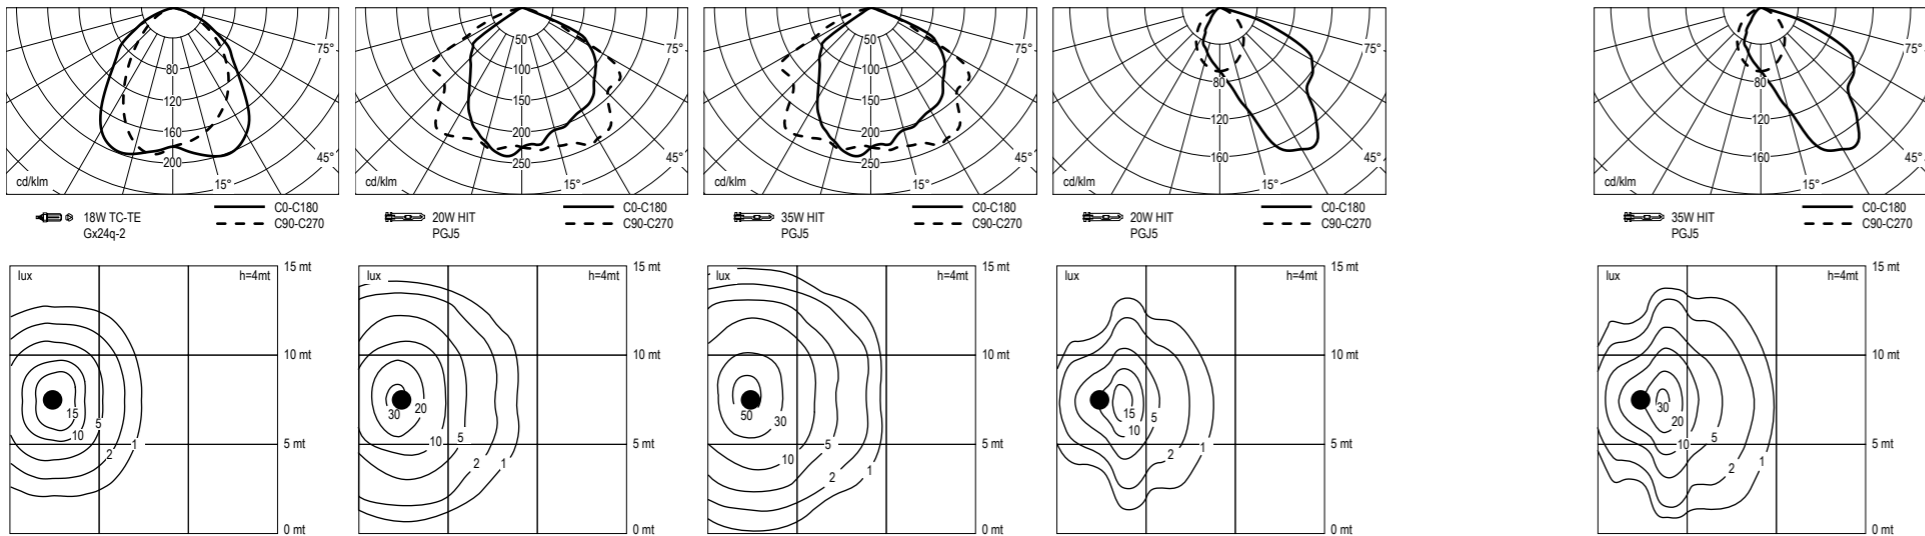 75°
80
120
160
200
45°
15°
cd/klm
18W TC-TE
Gx24q-2
C0-C180
C90-C270
50
100
150
200
250
45°
15°
cd/klm
20W HIT
PGJ5
C0-C180
C90-C270
75°
50
100
150
200
250
45°
15°
cd/klm
35W HIT
PGJ5
C0-C180
C90-C270
75°
80
120
160
45°
15°
cd/klm
20W HIT
PGJ5
C0-C180
C90-C270
75°
80
120
160
45°
15°
cd/klm
35W HIT
PGJ5
C0-C180
C90-C270
lux
h=4mt
15 mt
10 mt
5 mt
0 mt
15
10
5
2
1
lux
h=4mt
15 mt
10 mt
5 mt
0 mt
30
20
10
5
2
1
lux
h=4mt
15 mt
10 mt
5 mt
0 mt
50
30
10
5
2
1
lux
h=4mt
15 mt
10 mt
5 mt
0 mt
15
10
5
2
1
lux
h=4mt
15 mt
10 mt
5 mt
0 mt
30
20
10
5
2
1